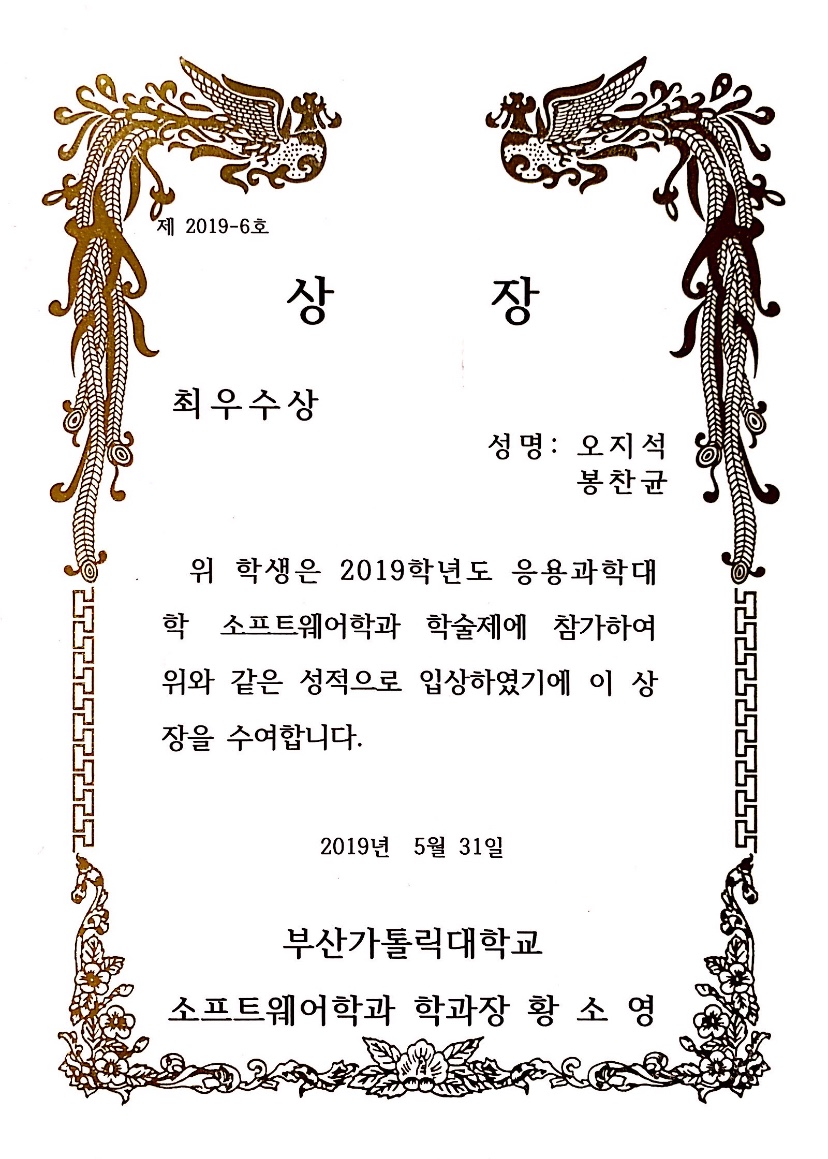 제 2019-6호
상 장
최우수상
성명: 오지석
봉찬균
위 학생은 2019학년도 응용과학대
학 소프트웨어학과 학술제에 참가하여
위와 같은 성적으로 입상하였기에 이 상
장을 수여합니다.
2019년 5월 31일
부산가톨릭대학교
소프트웨어학과 학과장 황 소 영